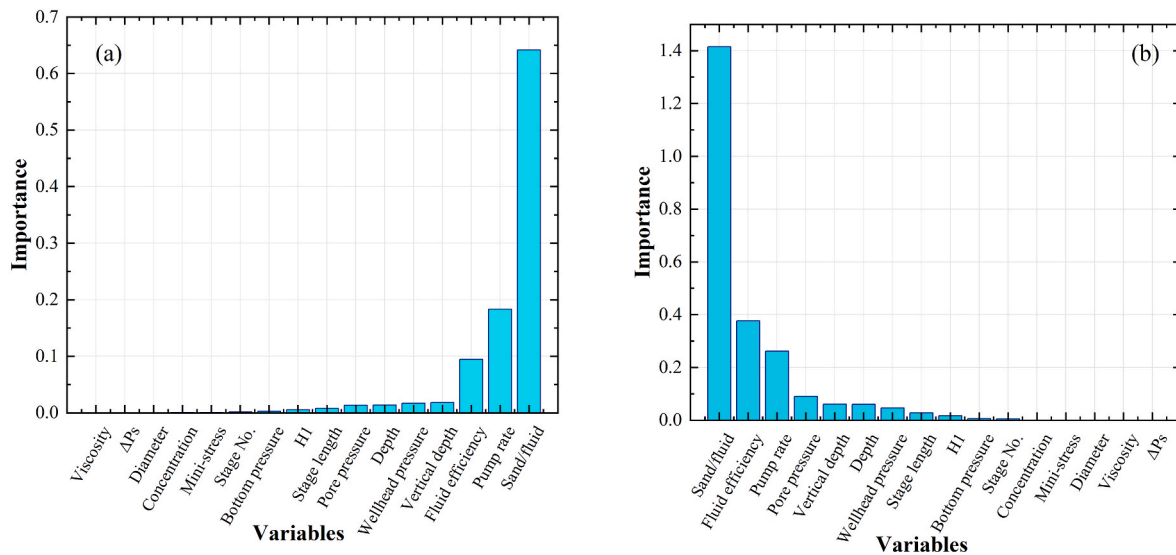 (a)
Importance
0.7
0.6
0.5
0.4
0.3
0.2
0.1
0.0
Viscosity
ΔPs
Diameter
Concentration
Mini-stress
Stage No.
Bottom pressure
H1
Stage length
Pore pressure
Depth
Wellhead pressure
Vertical depth
Fluid efficiency
Pump rate
Sand/fluid
Variables
(b)
Importance
1.4
1.2
1.0
0.8
0.6
0.4
0.2
0.0
Sand/fluid
Fluid efficiency
Pump rate
Pore pressure
Vertical depth
Depth
Wellhead pressure
Stage length
H1
Bottom pressure
Stage No.
Concentration
Mini-stress
Diameter
Viscosity
ΔPs
Variables